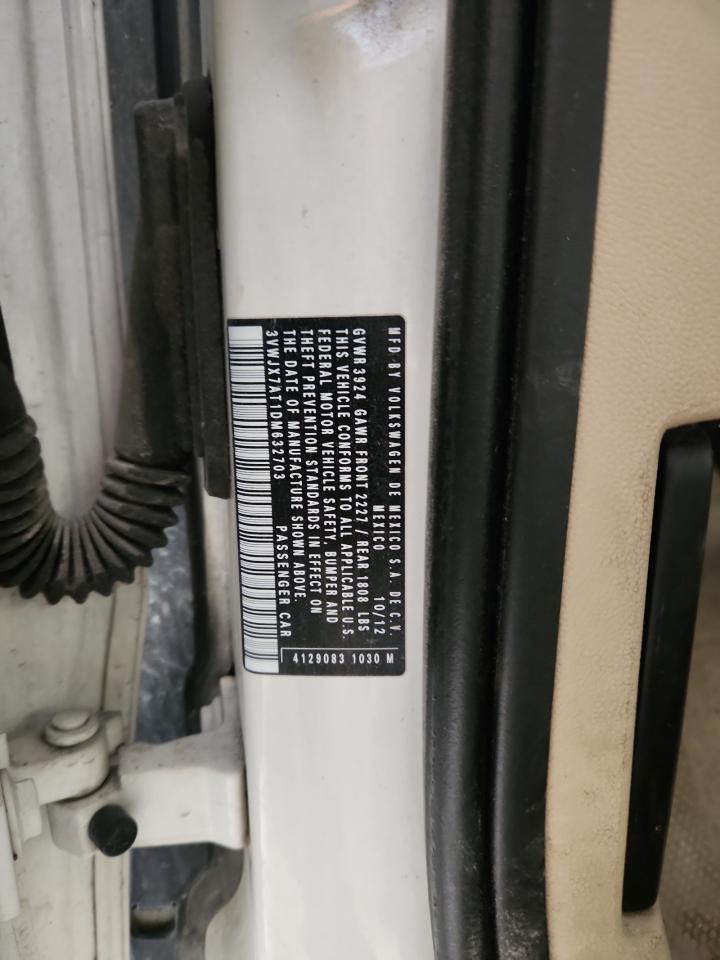 MFD·BY VOLKSWAGEN DE MEXICO S.A. DE C.V.
MEXICO 10/12
GVWR 3924 GAWR FRONT 2227 / REAR 1808 LBS
THIS VEHICLE CONFORMS TO ALL APPLICABLE U.S.
FEDERAL MOTOR VEHICLE SAFETY, BUMPER AND
THEFT PREVENTION STANDARDS IN EFFECT ON
THE DATE OF MANUFACTURE SHOWN ABOVE.
3VWJX7AT1DM632703 PASSENGER CAR
4129083 1030 M